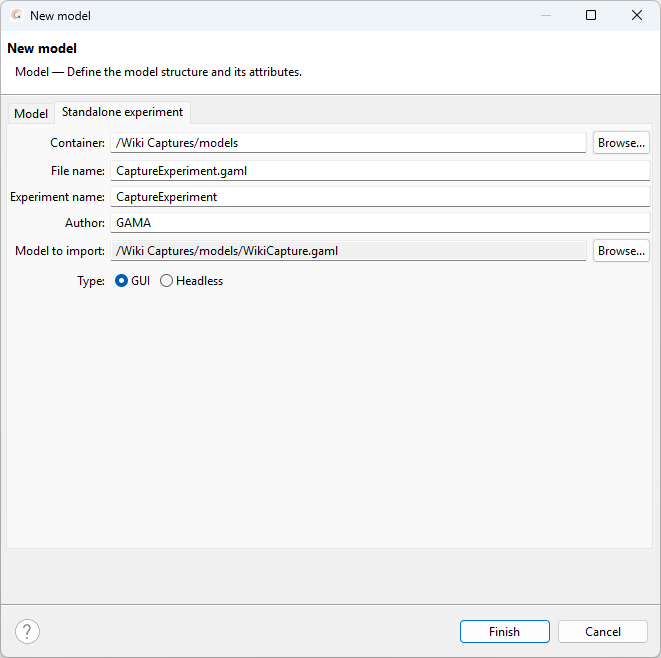 New model
New model
Model — Define the model structure and its attributes.
Model Standalone experiment
Container: /Wiki Captures/models Browse...
File name: CaptureExperiment.gaml
Experiment name: CaptureExperiment
Author: GAMA
Model to import: /Wiki Captures/models/WikiCapture.gaml Browse...
Type: GUI Headless
? Finish Cancel